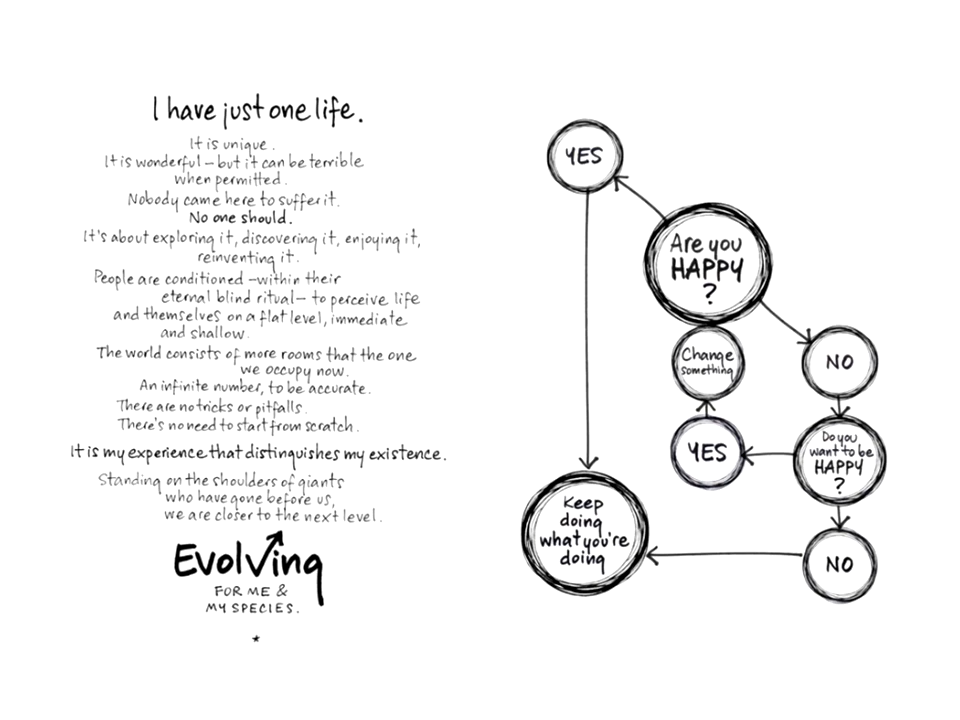 I have just one life.
It is unique.
It is wonderful – but it can be terrible
when permitted.
Nobody came here to suffer it.
No one should.
It's about exploring it, discovering it, enjoying it,
reinventing it.
People are conditioned – within their
eternal blind ritual – to perceive life
and themselves on a flat level, immediate
and shallow.
The world consists of more rooms that the one
we occupy now.
An infinite number, to be accurate.
There are no tricks or pitfalls.
There's no need to start from scratch.
It is my experience that distinguishes my existence.
Standing on the shoulders of giants
who have gone before us,
we are closer to the next level.
Evolving
FOR ME &
MY SPECIES.
YES
Are you
HAPPY
?
Change
something
NO
YES
Do you
want to be
HAPPY
?
Keep
doing
what you're
doing
NO